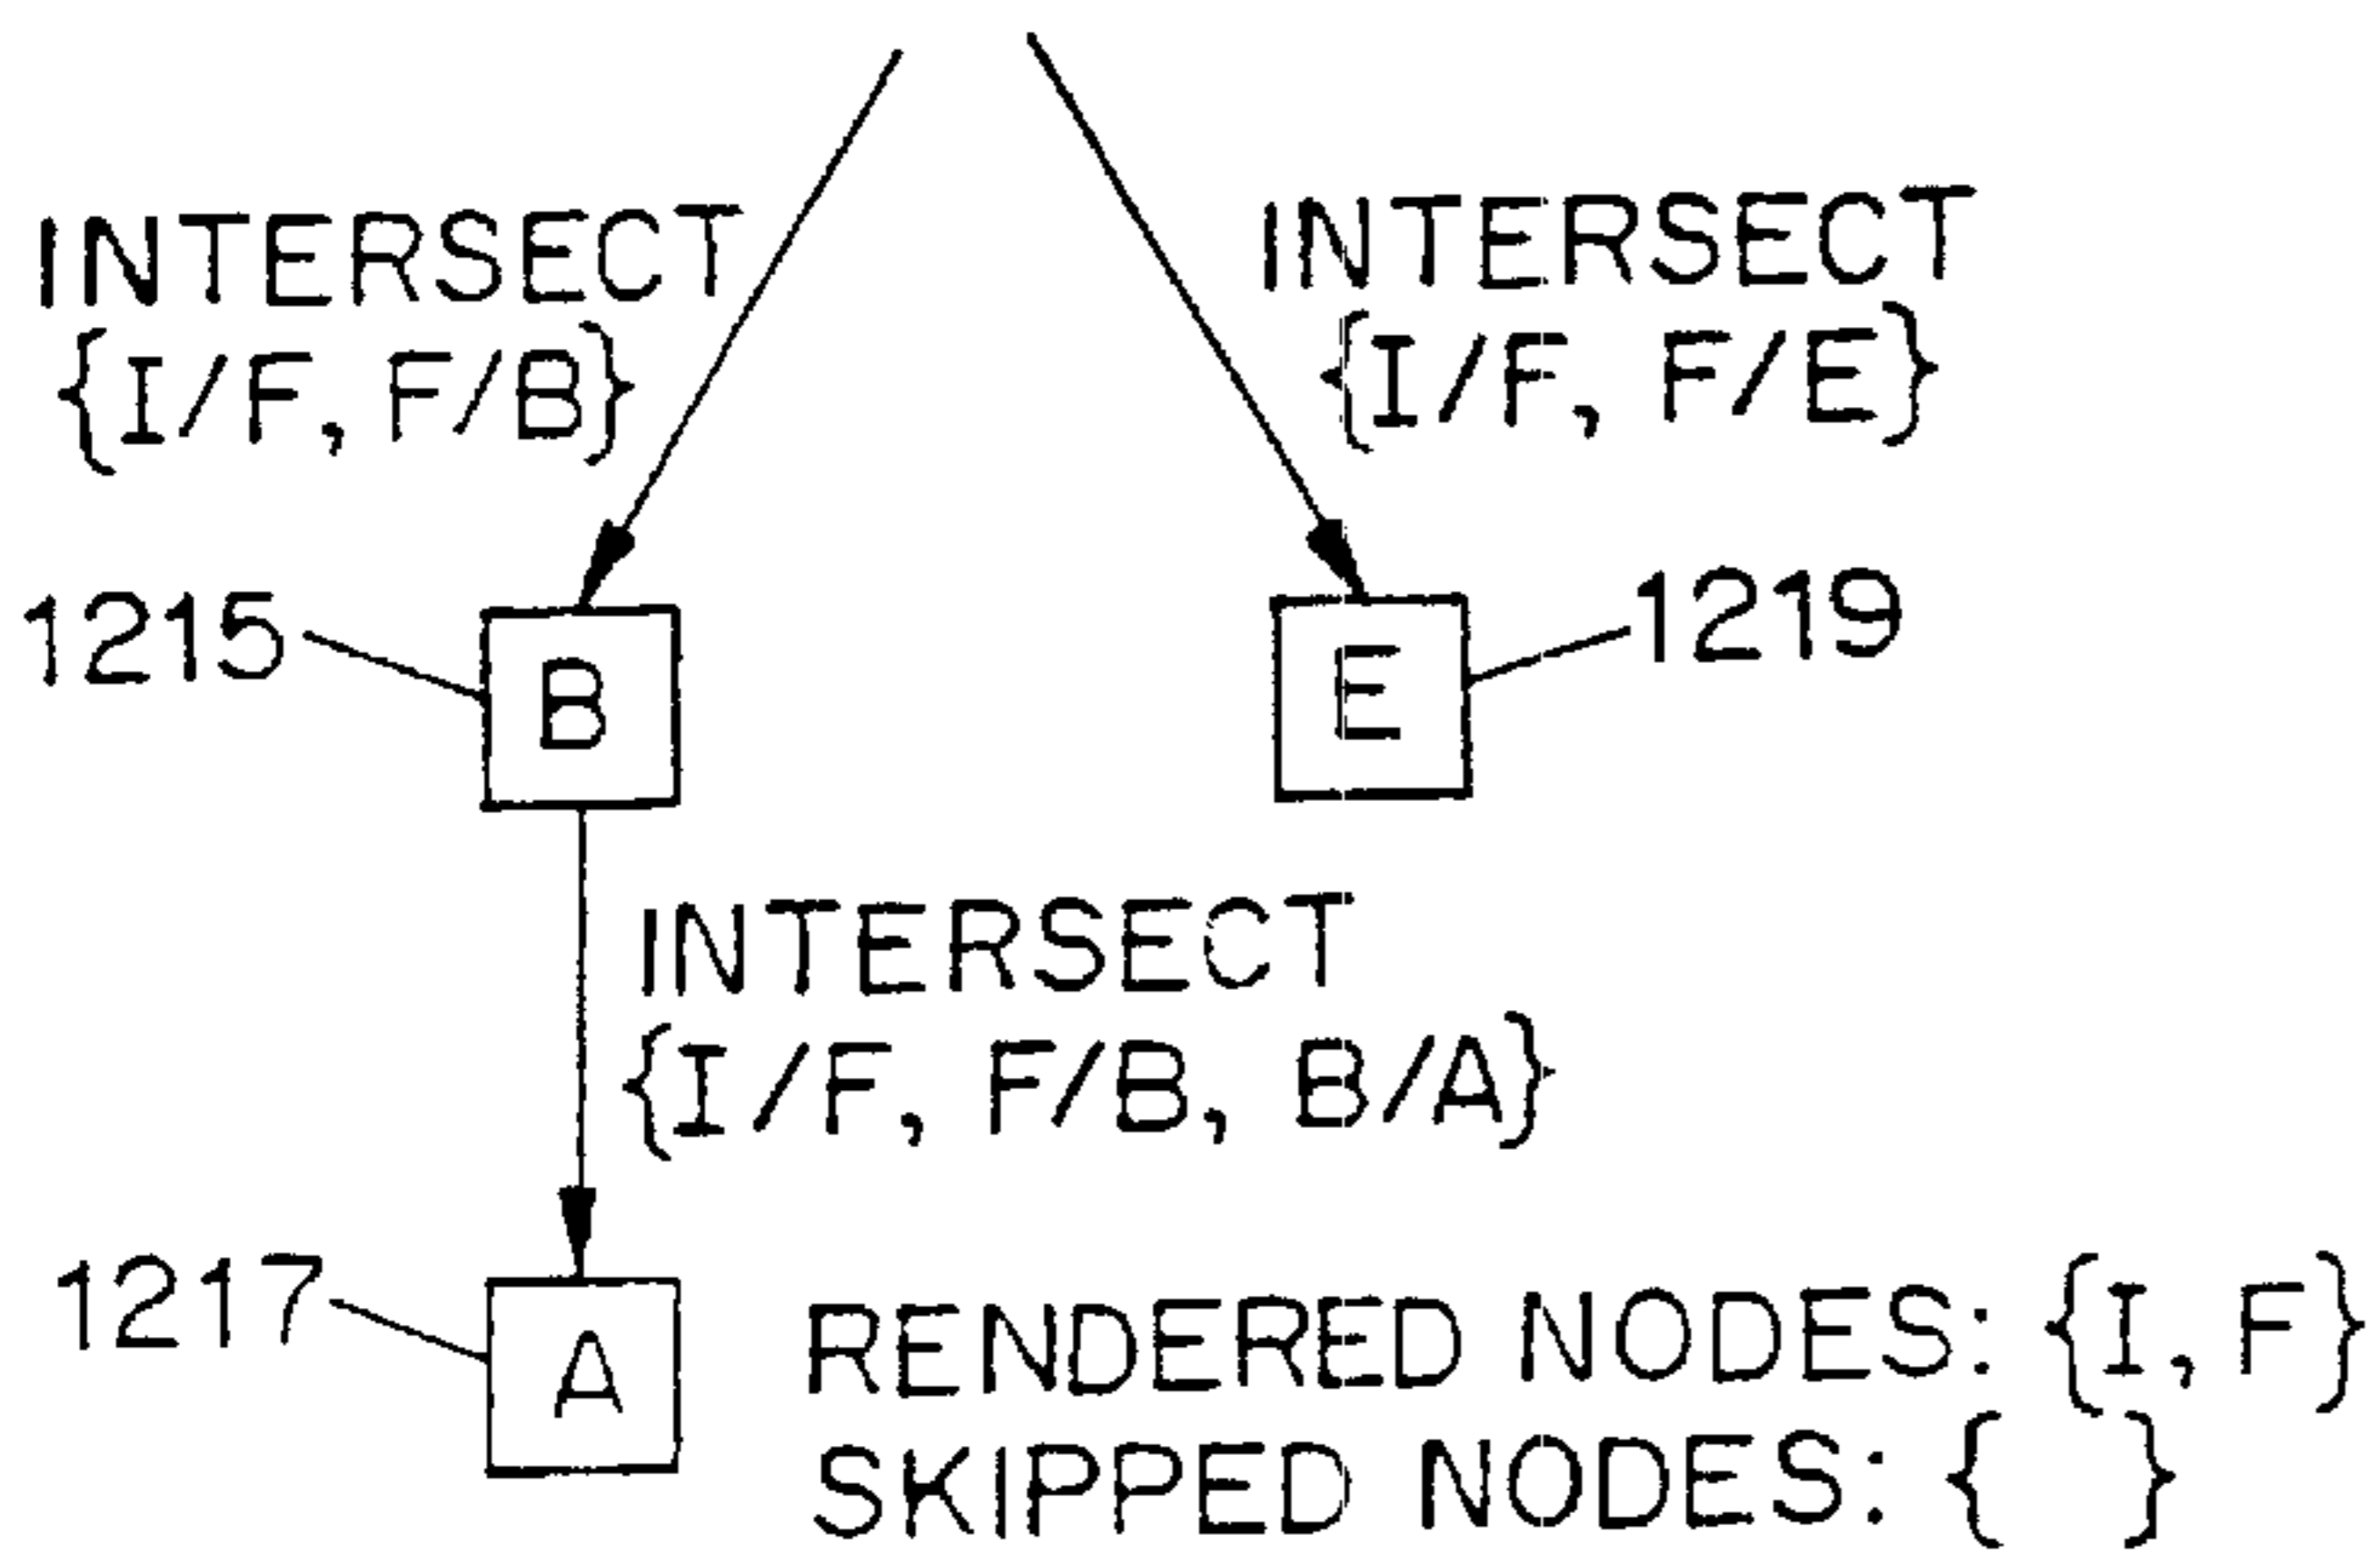 INTERSECT
{I/F, F/B}
INTERSECT
{I/F, F/E}
1215
B
E
1219
INTERSECT
{I/F, F/B, B/A}
1217
A
RENDERED NODES: {I, F}
SKIPPED NODES: { }